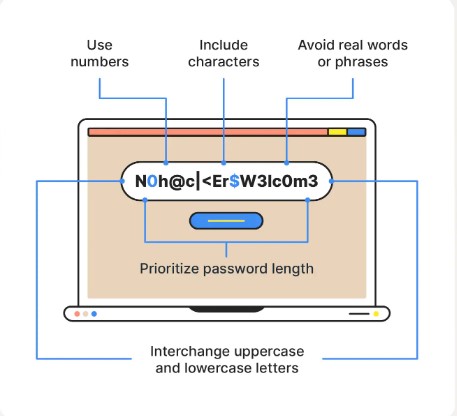 Use
numbers
Include
characters
Avoid real words
or phrases
N0h@c|<Er$W3lc0m3
Prioritize password length
Interchange uppercase
and lowercase letters